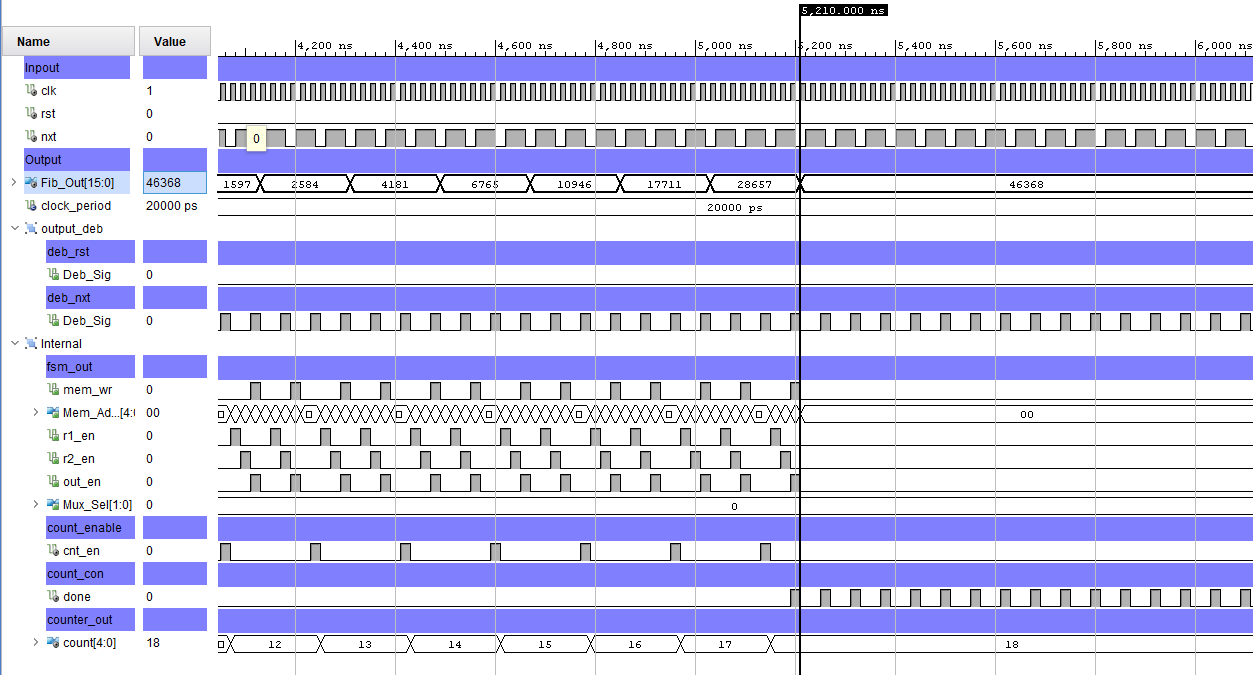 5,210.000 ns
Name Value 4,200 ns 4,400 ns 4,600 ns 4,800 ns 5,000 ns 5,200 ns 5,400 ns 5,600 ns 5,800 ns 6,000 ns
Inpout
clk 1
rst 0
nxt 0 0
Output
Fib_Out[15:0] 46368 1597 2584 4181 6765 10946 17711 28657 46368
clock_period 20000 ps 20000 ps
output_deb
deb_rst
Deb_Sig 0
deb_nxt
Deb_Sig 0
Internal
fsm_out
mem_wr 0
Mem_Ad...[4:0 00 00
r1_en 0
r2_en 0
out_en 0
Mux_Sel[1:0] 0 0
count_enable
cnt_en 0
count_con
done 0
counter_out
count[4:0] 18 12 13 14 15 16 17 18